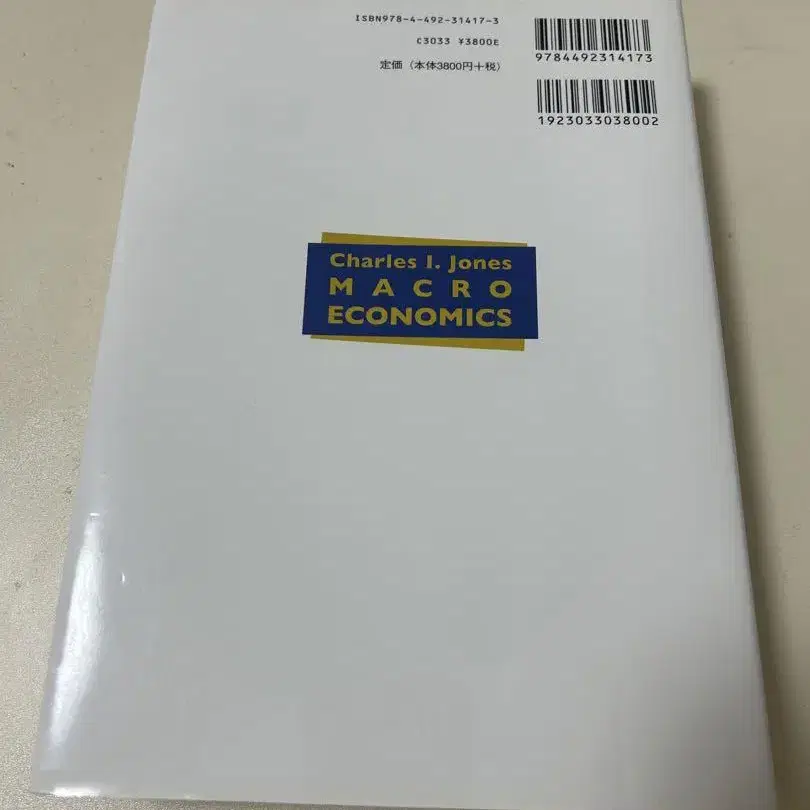 ISBN978-4-492-31417-3
C3033 ¥3800E
定価（本体3800円＋税）
9784492314173
1923033038002
Charles I. Jones
MACRO
ECONOMICS